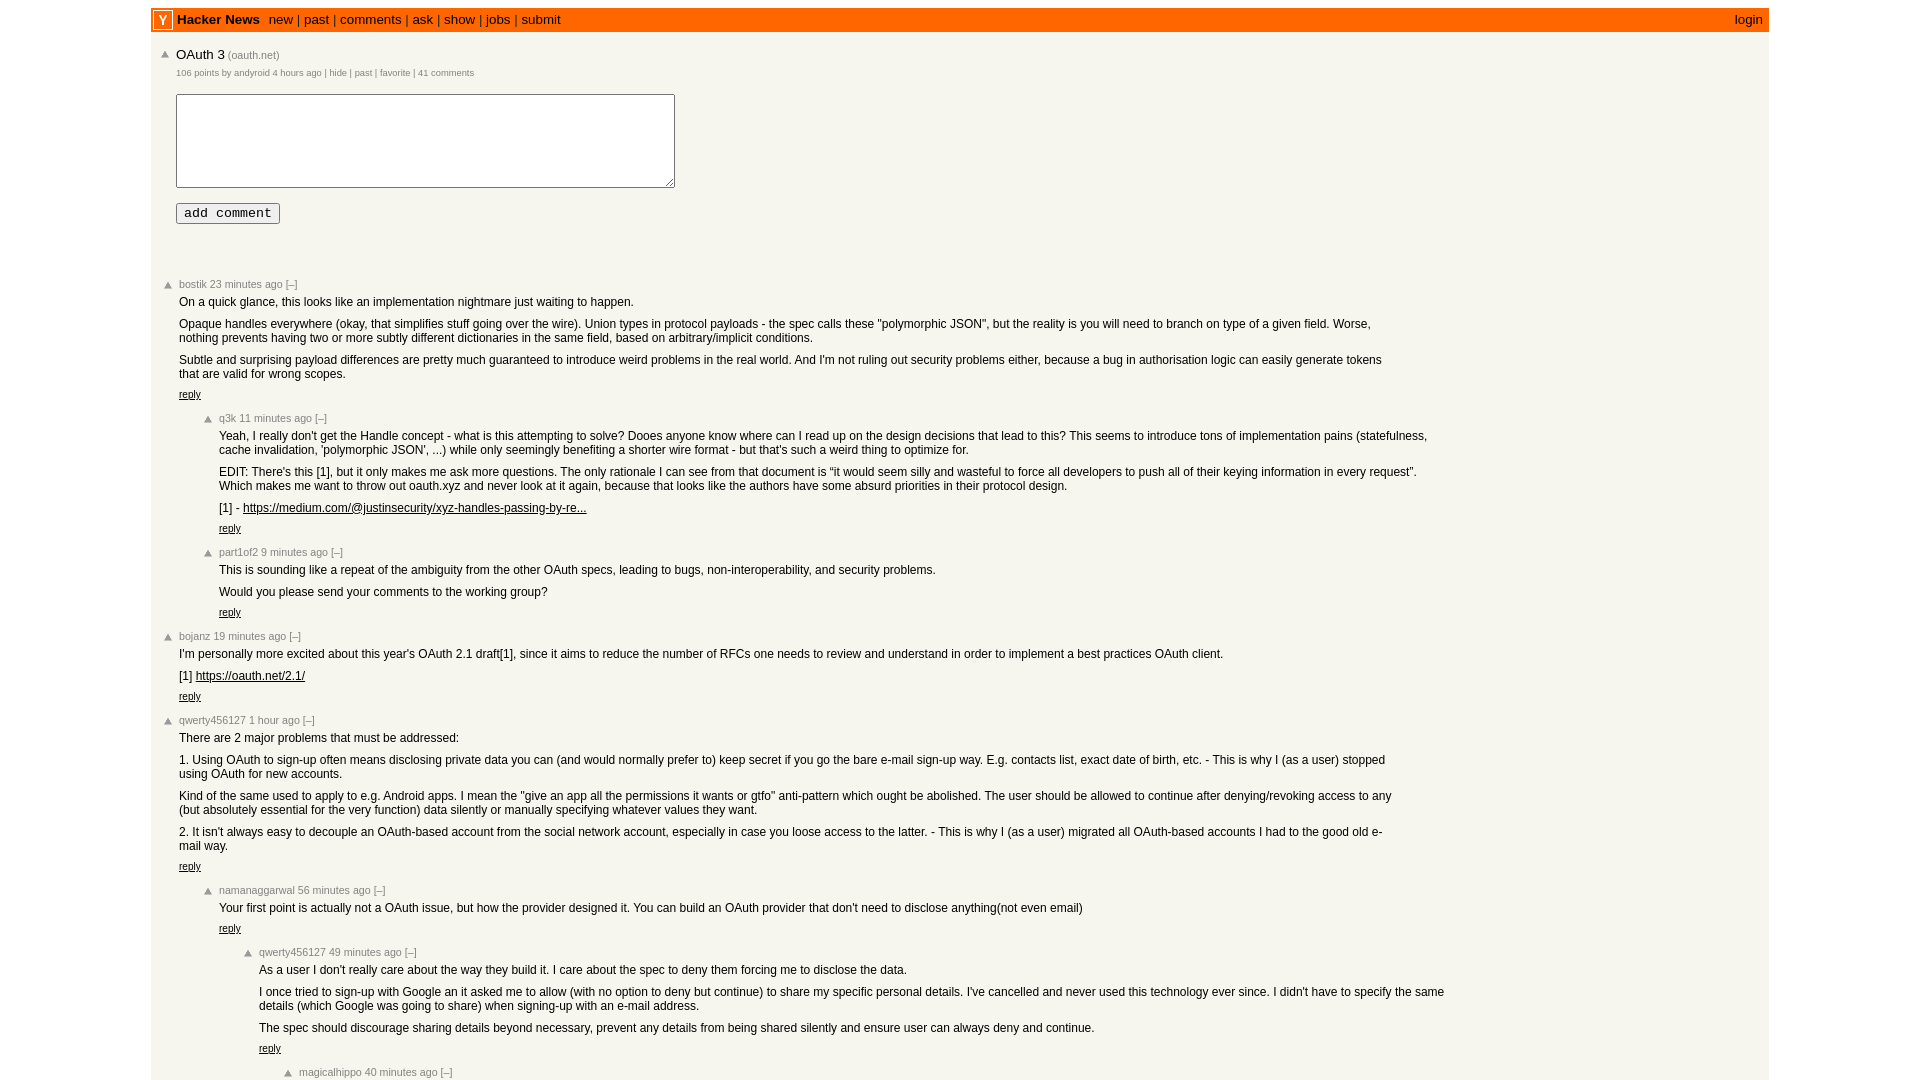 Y Hacker News new | past | comments | ask | show | jobs | submit login
OAuth 3 (oauth.net)
106 points by andyroid 4 hours ago | hide | past | favorite | 41 comments
add comment
bostik 23 minutes ago [–]
On a quick glance, this looks like an implementation nightmare just waiting to happen.
Opaque handles everywhere (okay, that simplifies stuff going over the wire). Union types in protocol payloads - the spec calls these "polymorphic JSON", but the reality is you will need to branch on type of a given field. Worse,
nothing prevents having two or more subtly different dictionaries in the same field, based on arbitrary/implicit conditions.
Subtle and surprising payload differences are pretty much guaranteed to introduce weird problems in the real world. And I'm not ruling out security problems either, because a bug in authorisation logic can easily generate tokens
that are valid for wrong scopes.
reply
q3k 11 minutes ago [–]
Yeah, I really don't get the Handle concept - what is this attempting to solve? Dooes anyone know where can I read up on the design decisions that lead to this? This seems to introduce tons of implementation pains (statefulness,
cache invalidation, 'polymorphic JSON', ...) while only seemingly benefiting a shorter wire format - but that's such a weird thing to optimize for.
EDIT: There's this [1], but it only makes me ask more questions. The only rationale I can see from that document is “it would seem silly and wasteful to force all developers to push all of their keying information in every request”.
Which makes me want to throw out oauth.xyz and never look at it again, because that looks like the authors have some absurd priorities in their protocol design.
[1] - https://medium.com/@justinsecurity/xyz-handles-passing-by-re...
reply
part1of2 9 minutes ago [–]
This is sounding like a repeat of the ambiguity from the other OAuth specs, leading to bugs, non-interoperability, and security problems.
Would you please send your comments to the working group?
reply
bojanz 19 minutes ago [–]
I'm personally more excited about this year's OAuth 2.1 draft[1], since it aims to reduce the number of RFCs one needs to review and understand in order to implement a best practices OAuth client.
[1] https://oauth.net/2.1/
reply
qwerty456127 1 hour ago [–]
There are 2 major problems that must be addressed:
1. Using OAuth to sign-up often means disclosing private data you can (and would normally prefer to) keep secret if you go the bare e-mail sign-up way. E.g. contacts list, exact date of birth, etc. - This is why I (as a user) stopped
using OAuth for new accounts.
Kind of the same used to apply to e.g. Android apps. I mean the "give an app all the permissions it wants or gtfo" anti-pattern which ought be abolished. The user should be allowed to continue after denying/revoking access to any
(but absolutely essential for the very function) data silently or manually specifying whatever values they want.
2. It isn't always easy to decouple an OAuth-based account from the social network account, especially in case you loose access to the latter. - This is why I (as a user) migrated all OAuth-based accounts I had to the good old e-
mail way.
reply
namanaggarwal 56 minutes ago [–]
Your first point is actually not a OAuth issue, but how the provider designed it. You can build an OAuth provider that don't need to disclose anything(not even email)
reply
qwerty456127 49 minutes ago [–]
As a user I don't really care about the way they build it. I care about the spec to deny them forcing me to disclose the data.
I once tried to sign-up with Google an it asked me to allow (with no option to deny but continue) to share my specific personal details. I've cancelled and never used this technology ever since. I didn't have to specify the same
details (which Google was going to share) when signing-up with an e-mail address.
The spec should discourage sharing details beyond necessary, prevent any details from being shared silently and ensure user can always deny and continue.
reply
magicalhippo 40 minutes ago [–]